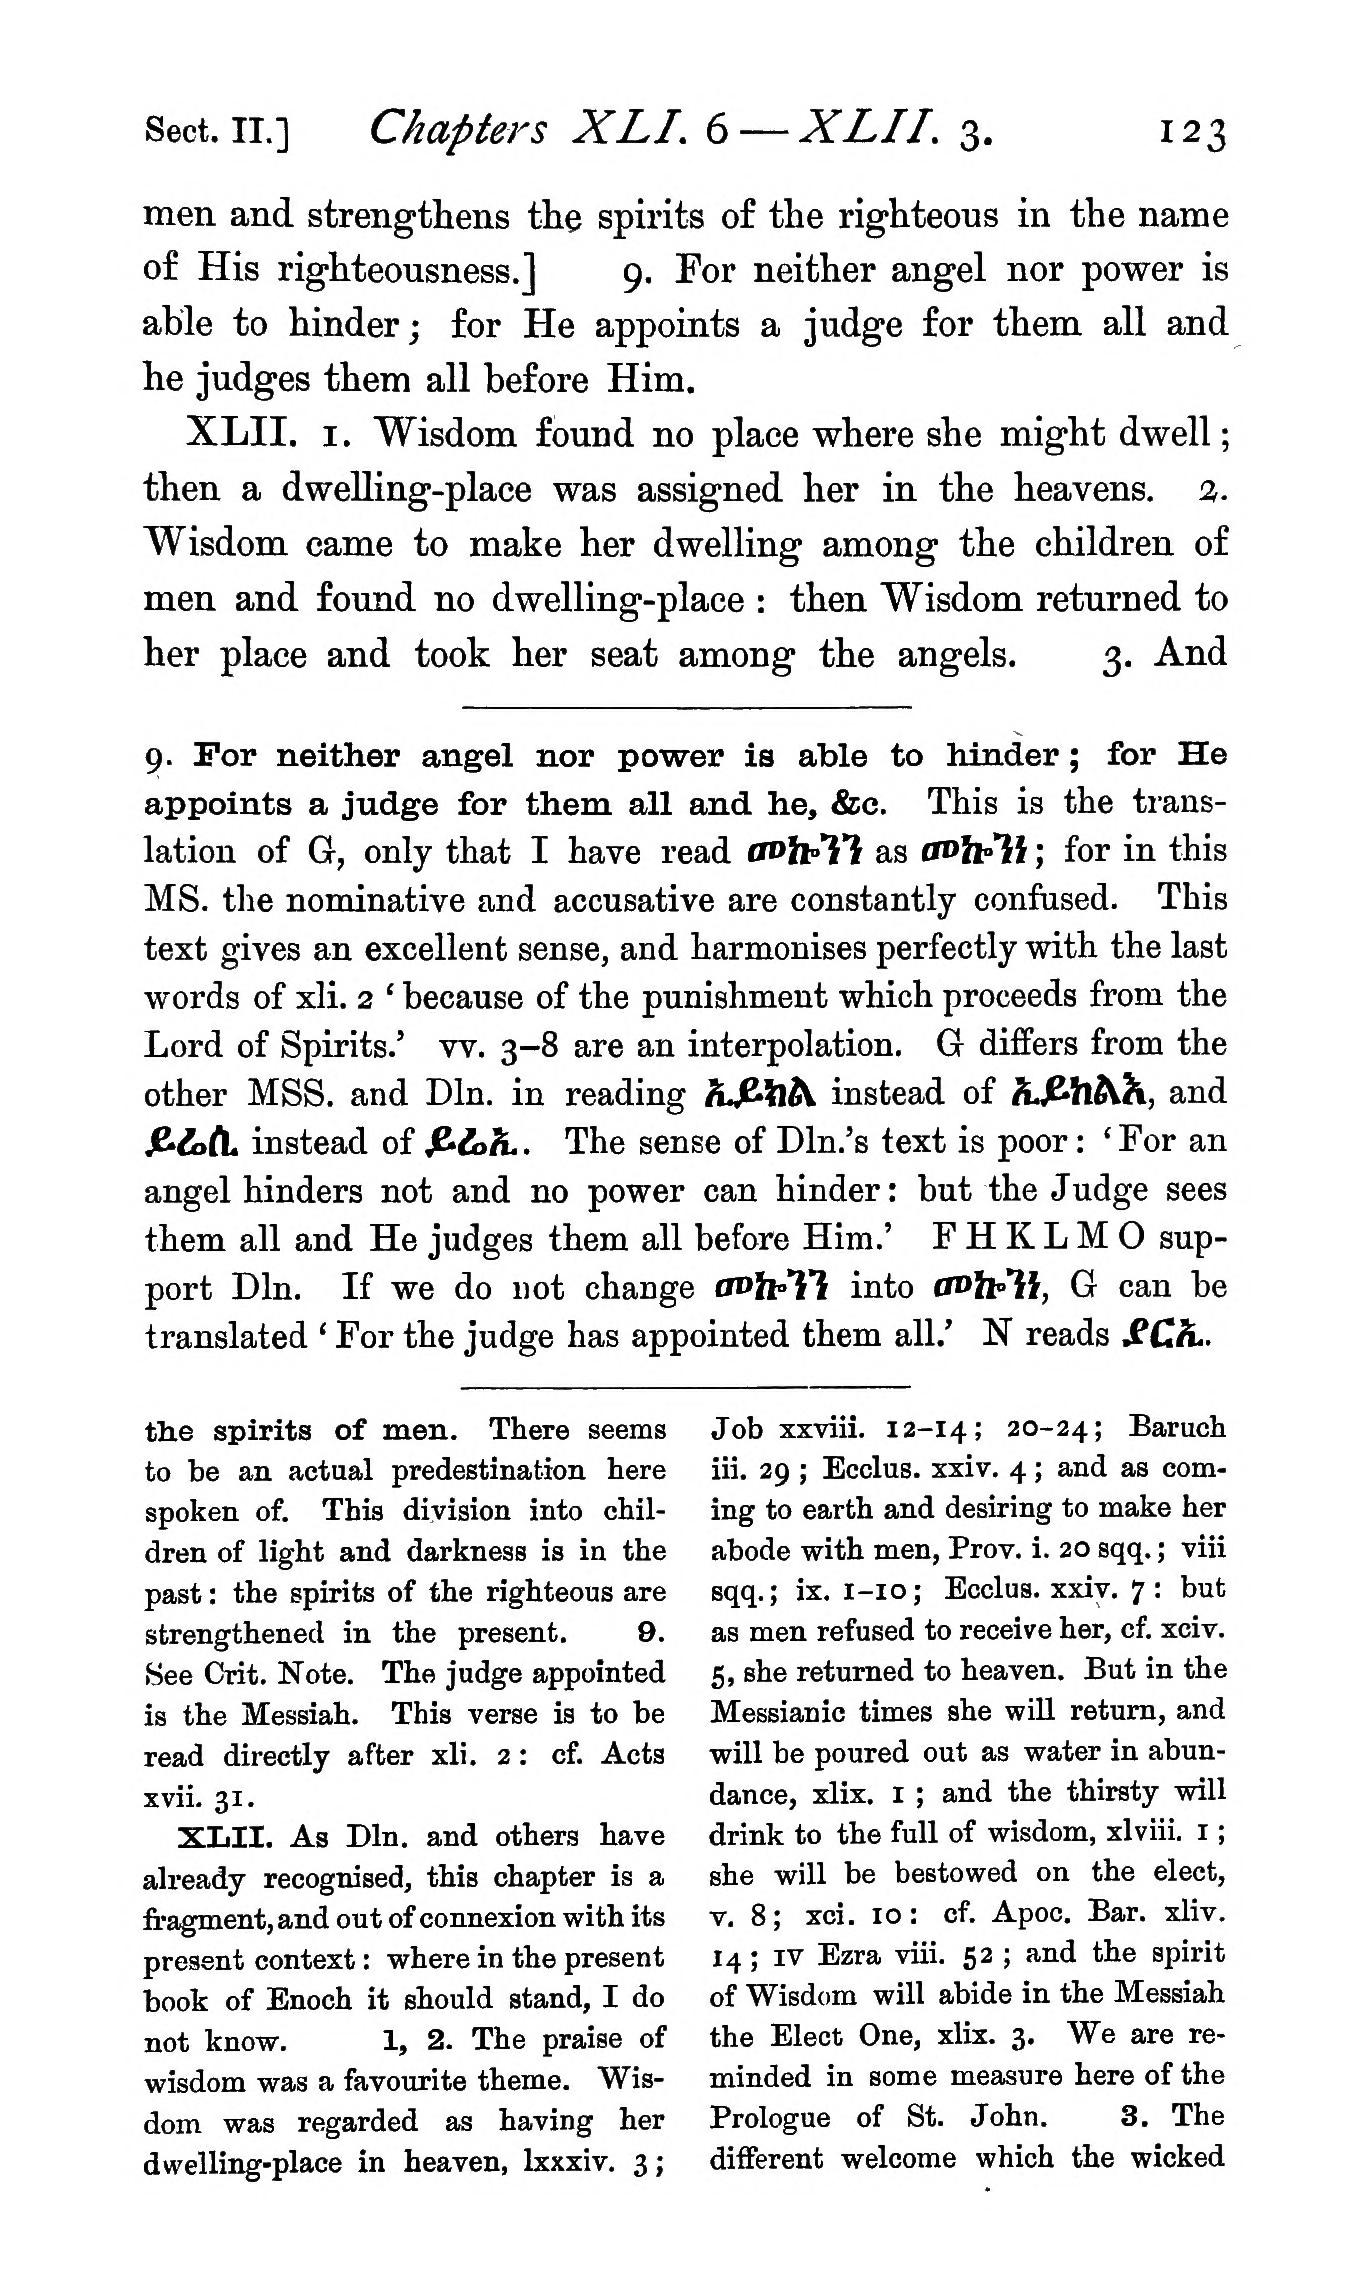 Sect. II.] Chapters XLI. 6 — XLII. 3. 123
men and strengthens the spirits of the righteous in the name
of His righteousness.] 9. For neither angel nor power is
able to hinder; for He appoints a judge for them all and
he judges them all before Him.
XLII. 1. Wisdom found no place where she might dwell;
then a dwelling-place was assigned her in the heavens. 2.
Wisdom came to make her dwelling among the children of
men and found no dwelling-place: then Wisdom returned to
her place and took her seat among the angels. 3. And
9. For neither angel nor power is able to hinder; for He
appoints a judge for them all and he, &c. This is the trans-
lation of G, only that I have read መኰንን as መኰንነ; for in this
MS. the nominative and accusative are constantly confused. This
text gives an excellent sense, and harmonises perfectly with the last
words of xli. 2 ‘because of the punishment which proceeds from the
Lord of Spirits.’ vv. 3–8 are an interpolation. G differs from the
other MSS. and Dln. in reading ኢይክል instead of ኢይከልእ, and
ይሬሲ instead of ይሬኢ. The sense of Dln.’s text is poor: ‘For an
angel hinders not and no power can hinder: but the Judge sees
them all and He judges them all before Him.’ F H K L M O sup-
port Dln. If we do not change መኰንን into መኰንነ, G can be
translated ‘For the judge has appointed them all.’ N reads ያርኢ.
the spirits of men. There seems
to be an actual predestination here
spoken of. This division into chil-
dren of light and darkness is in the
past: the spirits of the righteous are
strengthened in the present. 9.
See Crit. Note. The judge appointed
is the Messiah. This verse is to be
read directly after xli. 2: cf. Acts
xvii. 31.
XLII. As Dln. and others have
already recognised, this chapter is a
fragment, and out of connexion with its
present context: where in the present
book of Enoch it should stand, I do
not know. 1, 2. The praise of
wisdom was a favourite theme. Wis-
dom was regarded as having her
dwelling-place in heaven, lxxxiv. 3;
Job xxviii. 12–14; 20–24; Baruch
iii. 29; Ecclus. xxiv. 4; and as com-
ing to earth and desiring to make her
abode with men, Prov. i. 20 sqq.; viii
sqq.; ix. 1–10; Ecclus. xxiv. 7: but
as men refused to receive her, cf. xciv.
5, she returned to heaven. But in the
Messianic times she will return, and
will be poured out as water in abun-
dance, xlix. 1; and the thirsty will
drink to the full of wisdom, xlviii. 1;
she will be bestowed on the elect,
v. 8; xci. 10: cf. Apoc. Bar. xliv.
14; IV Ezra viii. 52; and the spirit
of Wisdom will abide in the Messiah
the Elect One, xlix. 3. We are re-
minded in some measure here of the
Prologue of St. John. 3. The
different welcome which the wicked